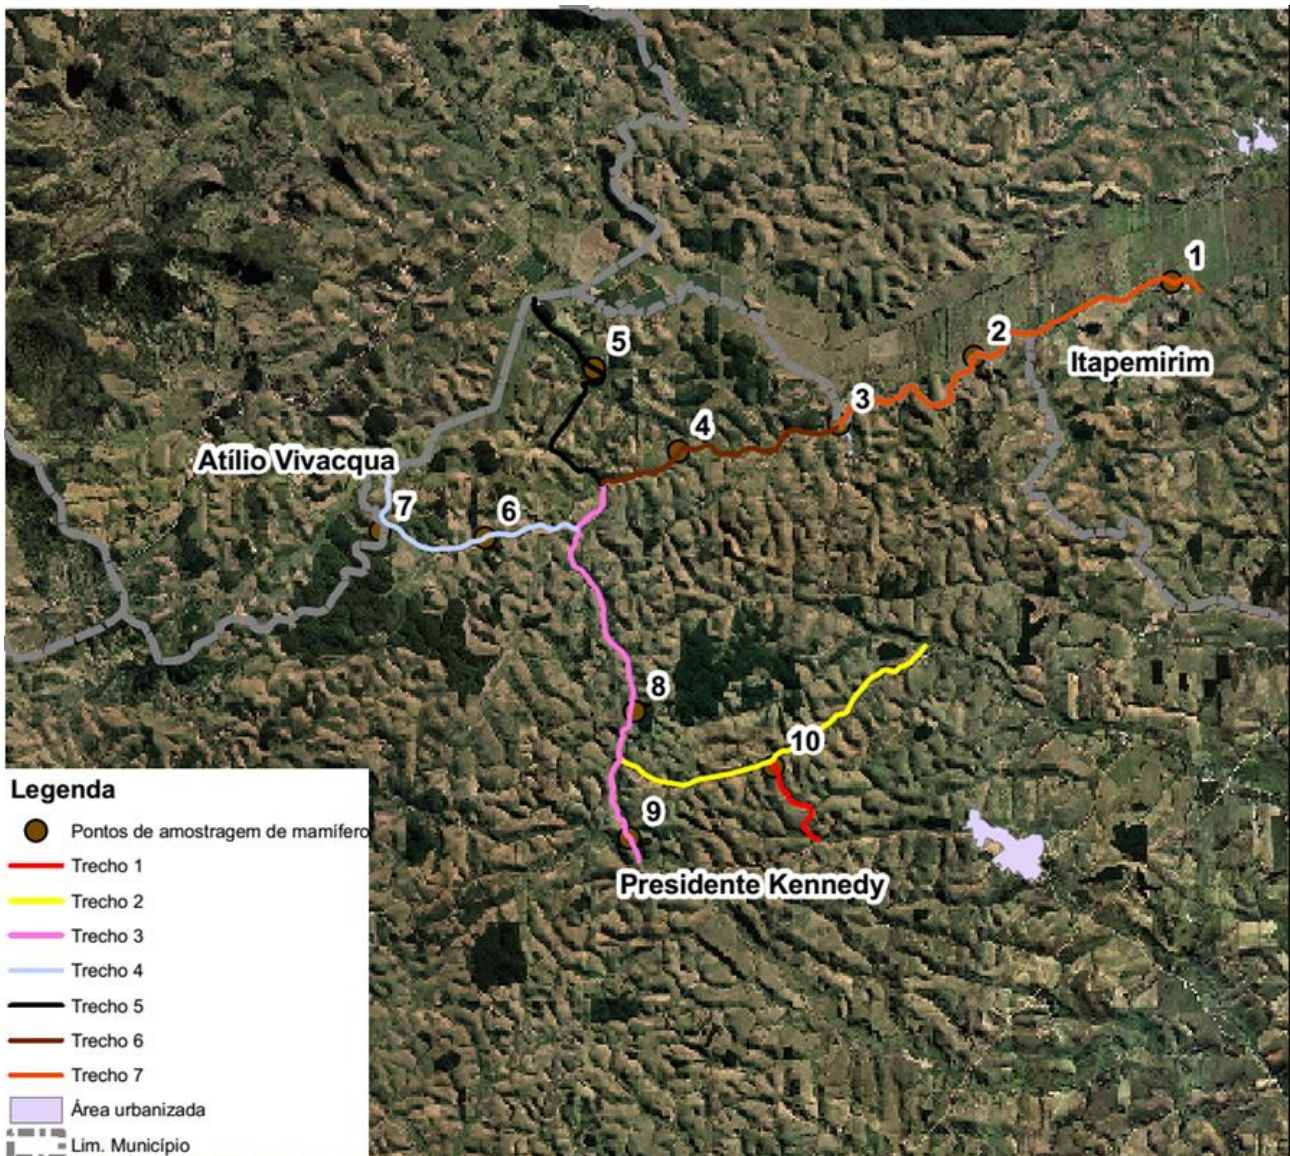 1
2
Itapemirim
5
3
4
Atílio Vivacqua
7
6
8
10
9
Presidente Kennedy
Legenda
Pontos de amostragem de mamífero
Trecho 1
Trecho 2
Trecho 3
Trecho 4
Trecho 5
Trecho 6
Trecho 7
Área urbanizada
Lim. Município